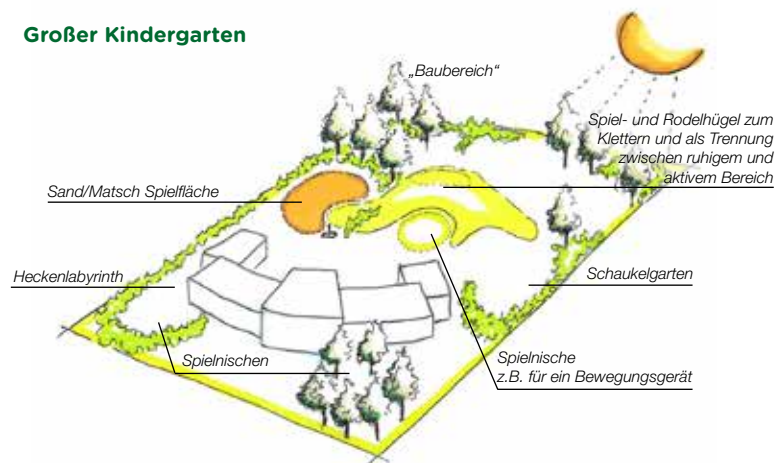 Großer Kindergarten
„Baubereich“
Spiel- und Rodelhügel zum
Klettern und als Trennung
zwischen ruhigem und
aktivem Bereich
Sand/Matsch Spielfläche
Heckenlabyrinth
Schaukelgarten
Spielnischen
Spielnische
z.B. für ein Bewegungsgerät